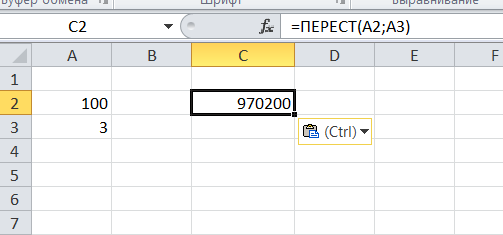 Буфер обмена Шрифт Выравнивание
C2 fx =ПЕРЕСТ(A2;A3)
A B C D E F
1
2 100 970200
3 3 (Ctrl)
4
5
6
7